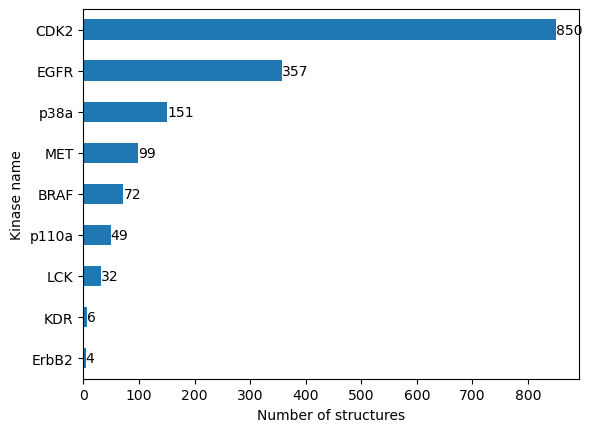 Kinase name
CDK2 850
EGFR 357
p38a 151
MET 99
BRAF 72
p110a 49
LCK 32
KDR 6
ErbB2 4
0 100 200 300 400 500 600 700 800
Number of structures